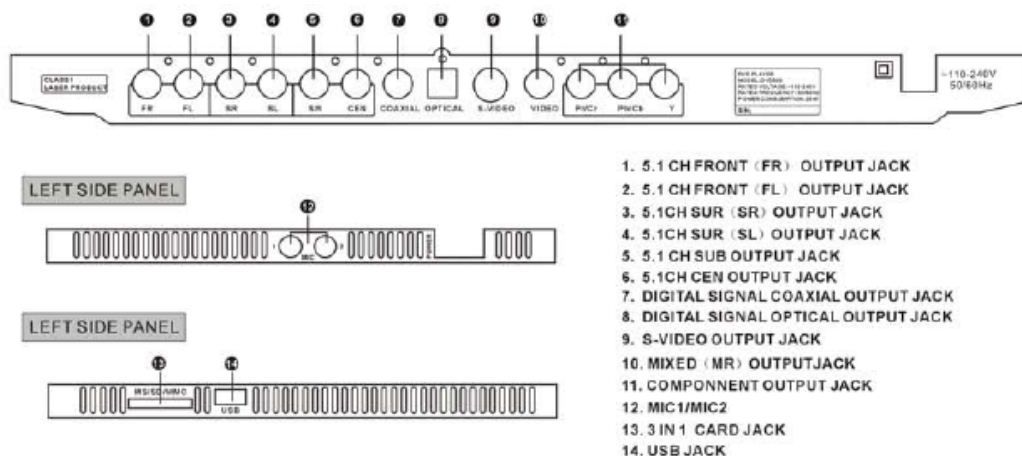 1 2 3 4 5 6 7 8 9 10 11
CLASS 1
LASER PRODUCT
FR FL SR SL CEN COAXIAL OPTICAL S-VIDEO VIDEO Y
~110-240V
50/60Hz
LEFT SIDE PANEL
12
1 MIC 2 POWER
LEFT SIDE PANEL
13 14
MS/SD/MMC
USB
1. 5.1 CH FRONT (FR) OUTPUT JACK
2. 5.1 CH FRONT (FL) OUTPUT JACK
3. 5.1CH SUR (SR) OUTPUT JACK
4. 5.1CH SUR (SL) OUTPUT JACK
5. 5.1 CH SUB OUTPUT JACK
6. 5.1CH CEN OUTPUT JACK
7. DIGITAL SIGNAL COAXIAL OUTPUT JACK
8. DIGITAL SIGNAL OPTICAL OUTPUT JACK
9. S-VIDEO OUTPUT JACK
10. MIXED (MR) OUTPUTJACK
11. COMPONNENT OUTPUT JACK
12. MIC1/MIC2
13. 3 IN 1 CARD JACK
14. USB JACK